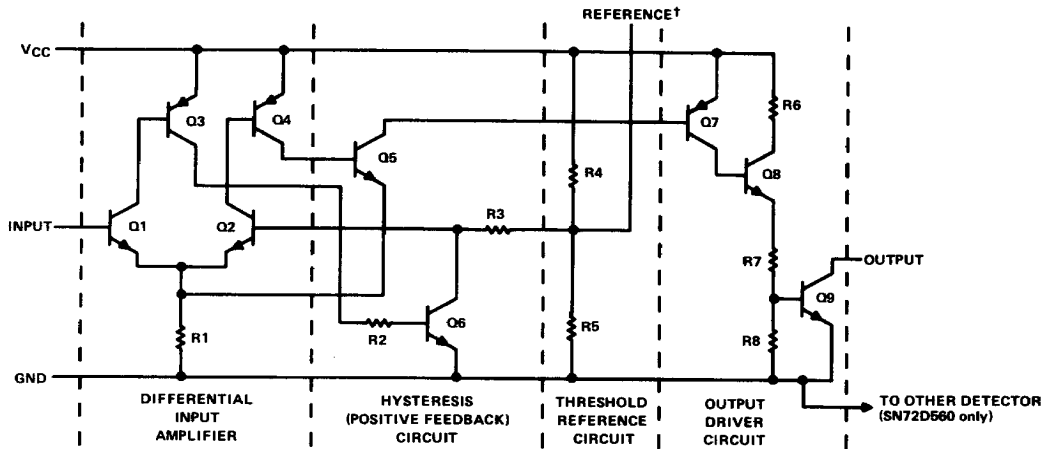 REFERENCE†
VCC
Q3
Q4
Q5
Q7
R6
Q8
R4
INPUT
Q1
Q2
R3
R7
OUTPUT
Q9
Q6
R1
R2
R5
R8
GND
DIFFERENTIAL
INPUT
AMPLIFIER
HYSTERESIS
(POSITIVE FEEDBACK)
CIRCUIT
THRESHOLD
REFERENCE
CIRCUIT
OUTPUT
DRIVER
CIRCUIT
TO OTHER DETECTOR
(SN72D560 only)